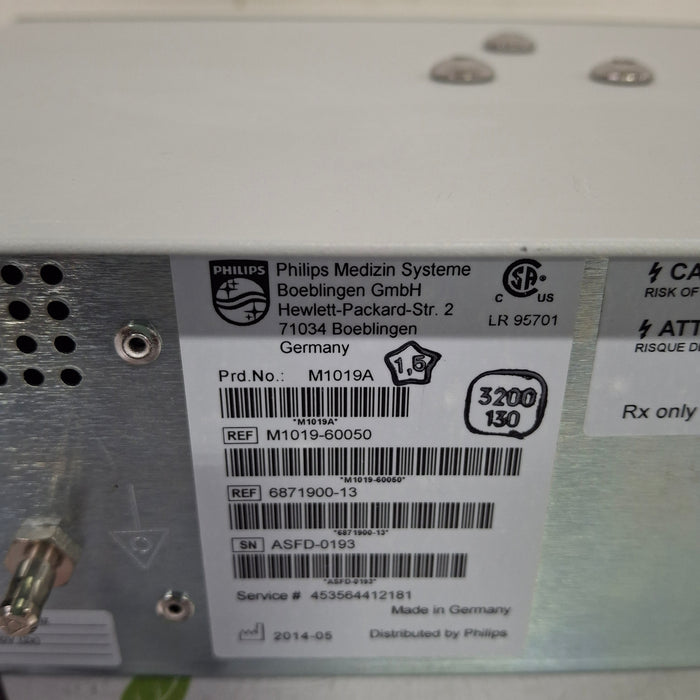 PHILIPS
Philips Medizin Systeme
Boeblingen GmbH
Hewlett-Packard-Str. 2
71034 Boeblingen
Germany
CSA®
C US
LR 95701
Prd.No.: M1019A
1,5
*M1019A*
3200
130
REF M1019-60050
*M1019-60050*
REF 6871900-13
*6871900-13*
SN ASFD-0193
*ASFD-0193*
Service # 453564412181
Made in Germany
2014-05 Distributed by Philips
CA
RISK OF
ATT
RISQUE D
Rx only